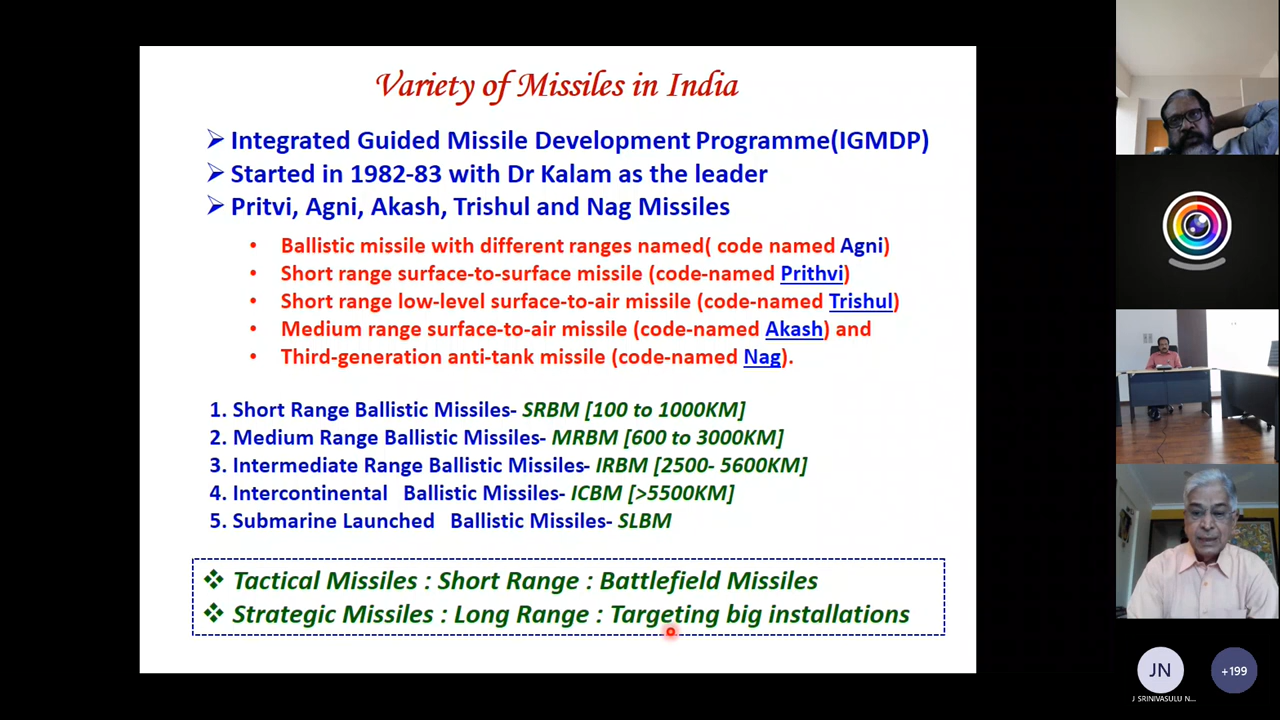 Variety of Missiles in India
Integrated Guided Missile Development Programme(IGMDP)
Started in 1982-83 with Dr Kalam as the leader
Pritvi, Agni, Akash, Trishul and Nag Missiles
Ballistic missile with different ranges named( code named Agni)
Short range surface-to-surface missile (code-named Prithvi)
Short range low-level surface-to-air missile (code-named Trishul)
Medium range surface-to-air missile (code-named Akash) and
Third-generation anti-tank missile (code-named Nag).
1. Short Range Ballistic Missiles- SRBM [100 to 1000KM]
2. Medium Range Ballistic Missiles- MRBM [600 to 3000KM]
3. Intermediate Range Ballistic Missiles- IRBM [2500- 5600KM]
4. Intercontinental Ballistic Missiles- ICBM [>5500KM]
5. Submarine Launched Ballistic Missiles- SLBM
Tactical Missiles : Short Range : Battlefield Missiles
Strategic Missiles : Long Range : Targeting big installations
JN
+199
J SRINIVASULU N...